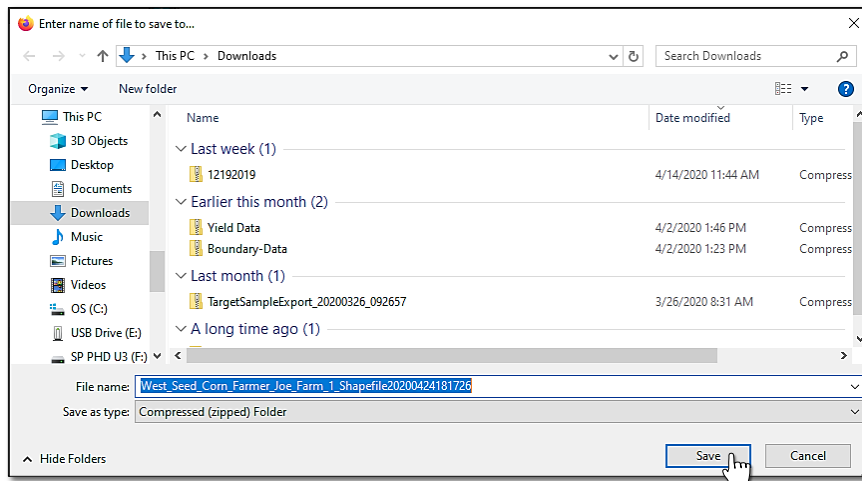 Enter name of file to save to...
This PC > Downloads
Search Downloads
Organize
New folder
Name
Date modified
Type
This PC
3D Objects
Desktop
Documents
Downloads
Music
Pictures
Videos
OS (C:)
USB Drive (E:)
SP PHD U3 (F:)
Last week (1)
12192019 4/14/2020 11:44 AM Compress
Earlier this month (2)
Yield Data 4/2/2020 1:46 PM Compress
Boundary-Data 4/2/2020 1:23 PM Compress
Last month (1)
TargetSampleExport_20200326_092657 3/26/2020 8:31 AM Compress
A long time ago (1)
File name: West_Seed_Corn_Farmer_Joe_Farm_1_Shapefile20200424181726
Save as type: Compressed (zipped) Folder
Hide Folders
Save
Cancel